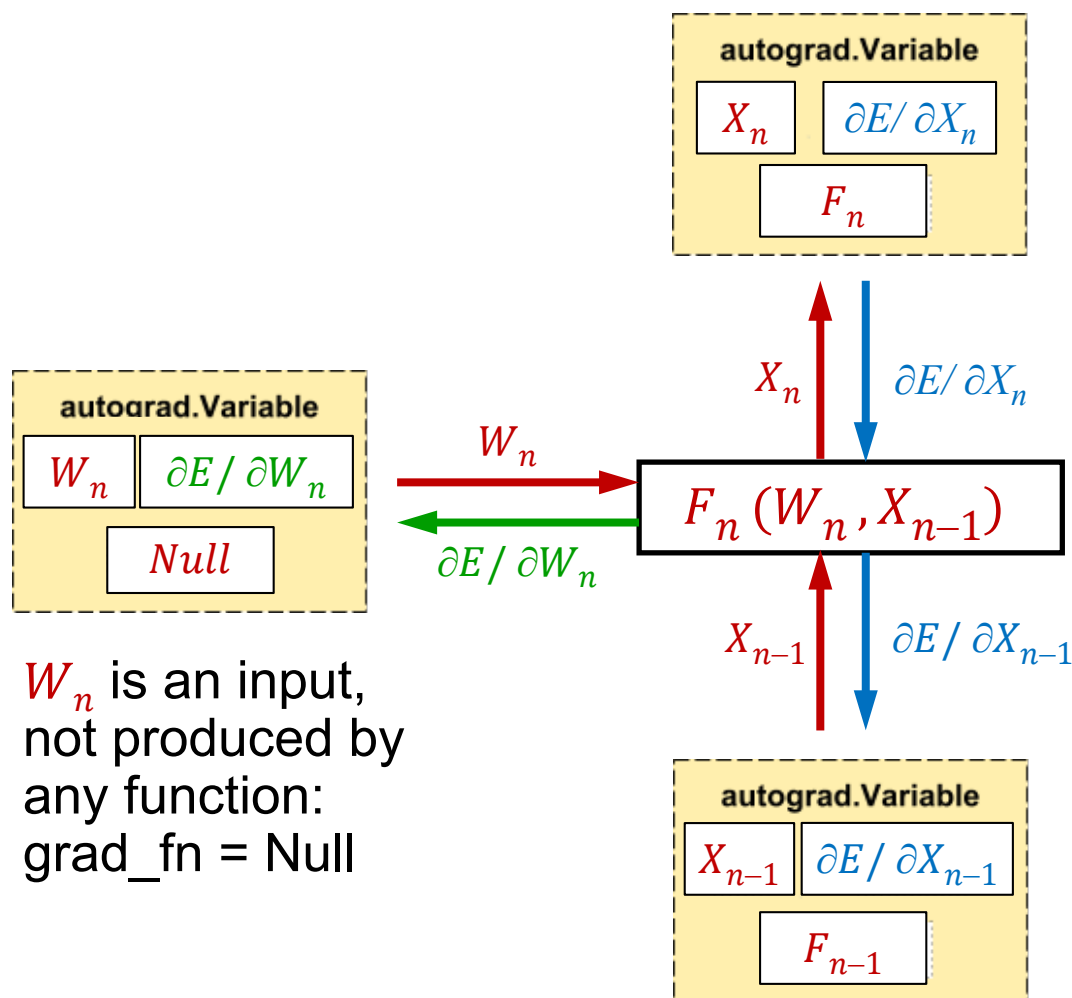 autograd.Variable
Xₙ ∂E/ ∂Xₙ
Fₙ
Xₙ ∂E/ ∂Xₙ
autograd.Variable
Wₙ ∂E/ ∂Wₙ
Null
Wₙ
∂E/ ∂Wₙ
Fₙ (Wₙ , Xₙ₋₁)
Xₙ₋₁ ∂E/ ∂Xₙ₋₁
Wₙ is an input,
not produced by
any function:
grad_fn = Null
autograd.Variable
Xₙ₋₁ ∂E/ ∂Xₙ₋₁
Fₙ₋₁